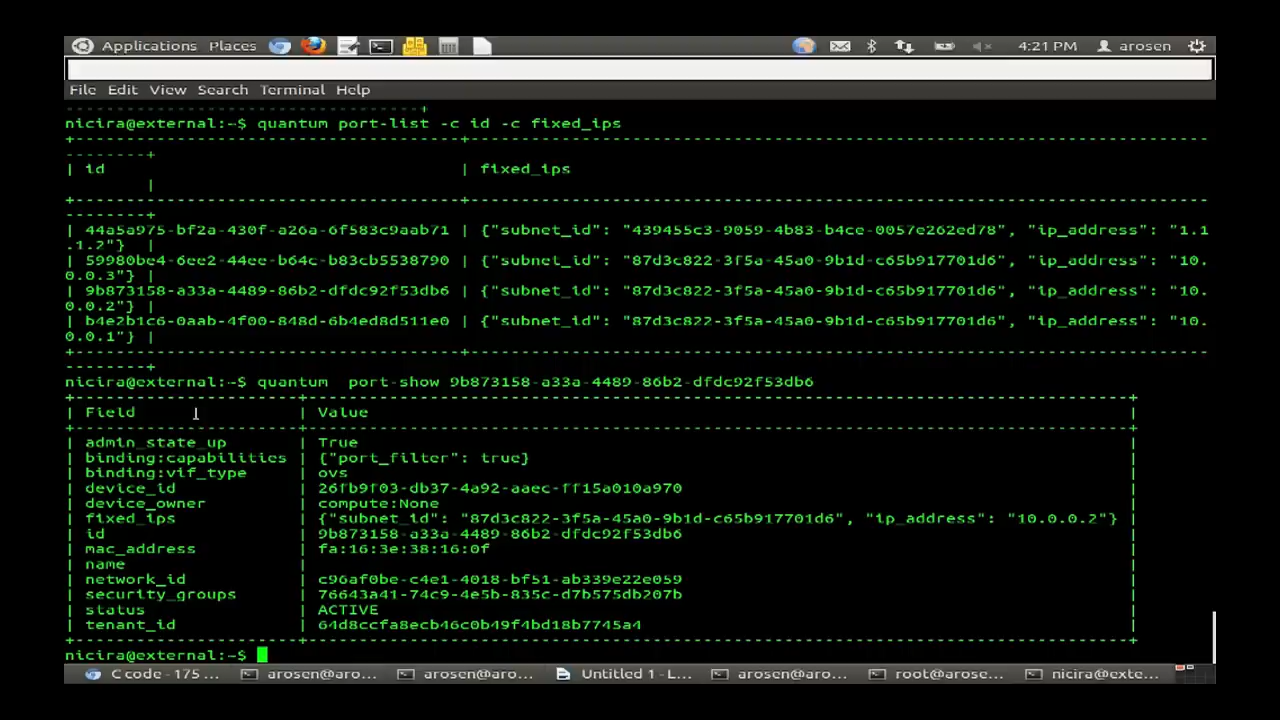 Applications Places 4:21 PM arosen
File Edit View Search Terminal Help
--------------------------------------+
nicira@external:~$ quantum port-list -c id -c fixed_ips
+--------------------------------------+------------------------------------------------------------------------
--------+
| id | fixed_ips
|
+--------------------------------------+------------------------------------------------------------------------
--------+
| 44a5a975-bf2a-430f-a26a-6f583c9aab71 | {"subnet_id": "439455c3-9059-4b83-b4ce-0057e262ed78", "ip_address": "1.1
.1.2"} |
| 59980be4-6ee2-44ee-b64c-b83cb5538790 | {"subnet_id": "87d3c822-3f5a-45a0-9b1d-c65b917701d6", "ip_address": "10.
0.0.3"} |
| 9b873158-a33a-4489-86b2-dfdc92f53db6 | {"subnet_id": "87d3c822-3f5a-45a0-9b1d-c65b917701d6", "ip_address": "10.
0.0.2"} |
| b4e2b1c6-0aab-4f00-848d-6b4ed8d511e0 | {"subnet_id": "87d3c822-3f5a-45a0-9b1d-c65b917701d6", "ip_address": "10.
0.0.1"} |
+--------------------------------------+------------------------------------------------------------------------
--------+
nicira@external:~$ quantum  port-show 9b873158-a33a-4489-86b2-dfdc92f53db6
+----------------------+---------------------------------------------------------------------------------+
| Field | Value |
+----------------------+---------------------------------------------------------------------------------+
| admin_state_up | True |
| binding:capabilities | {"port_filter": true} |
| binding:vif_type | ovs |
| device_id | 26fb9f03-db37-4a92-aaec-ff15a010a970 |
| device_owner | compute:None |
| fixed_ips | {"subnet_id": "87d3c822-3f5a-45a0-9b1d-c65b917701d6", "ip_address": "10.0.0.2"} |
| id | 9b873158-a33a-4489-86b2-dfdc92f53db6 |
| mac_address | fa:16:3e:38:16:0f |
| name | |
| network_id | c96af0be-c4e1-4018-bf51-ab339e22e059 |
| security_groups | 76643a41-74c9-4e5b-835c-d7b575db207b |
| status | ACTIVE |
| tenant_id | 64d8ccfa8ecb46c0b49f4bd18b7745a4 |
+----------------------+---------------------------------------------------------------------------------+
nicira@external:~$
C code - 175 ... arosen@aro... arosen@aro... Untitled 1 - L... arosen@aro... root@arose... nicira@exte...